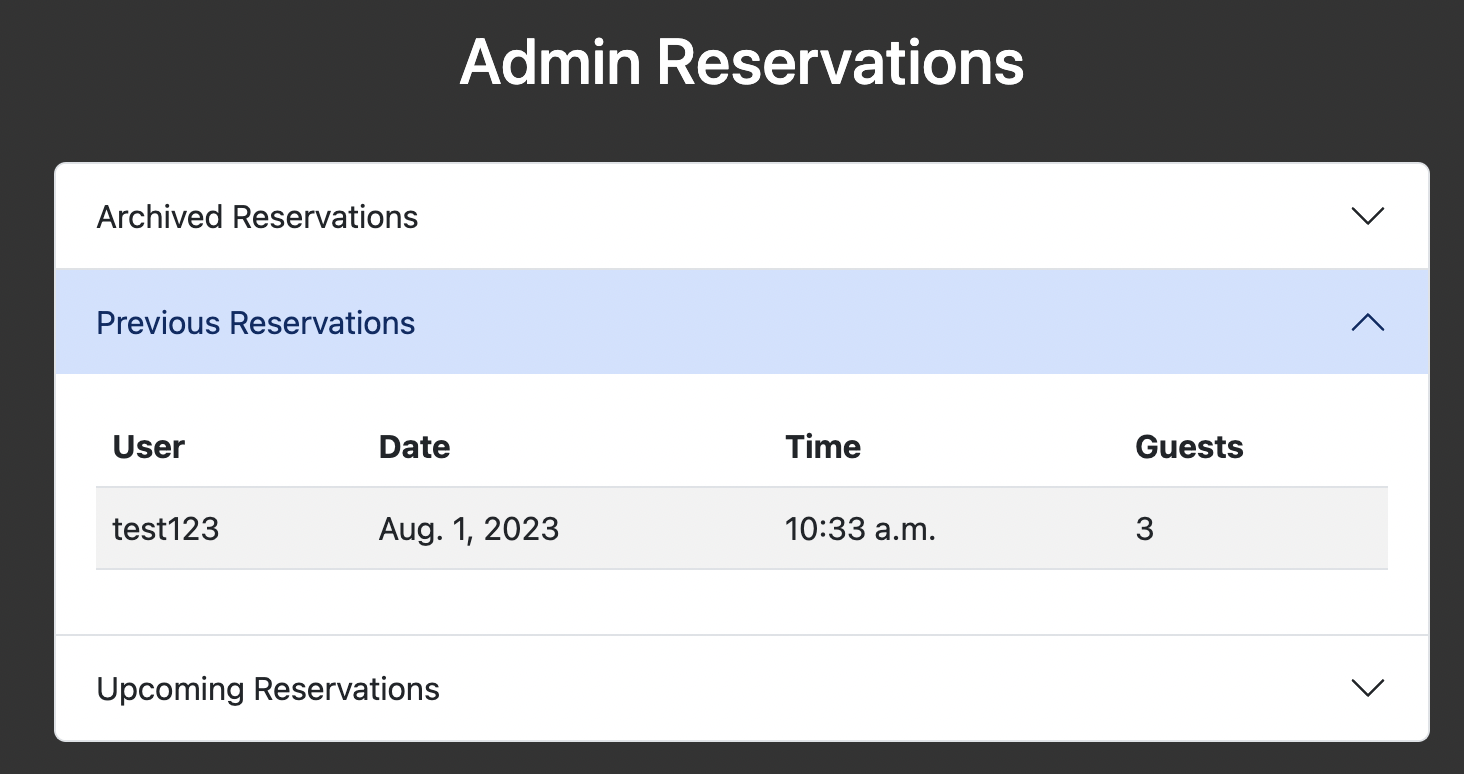 Admin Reservations
Archived Reservations
Previous Reservations
User Date Time Guests
test123 Aug. 1, 2023 10:33 a.m. 3
Upcoming Reservations